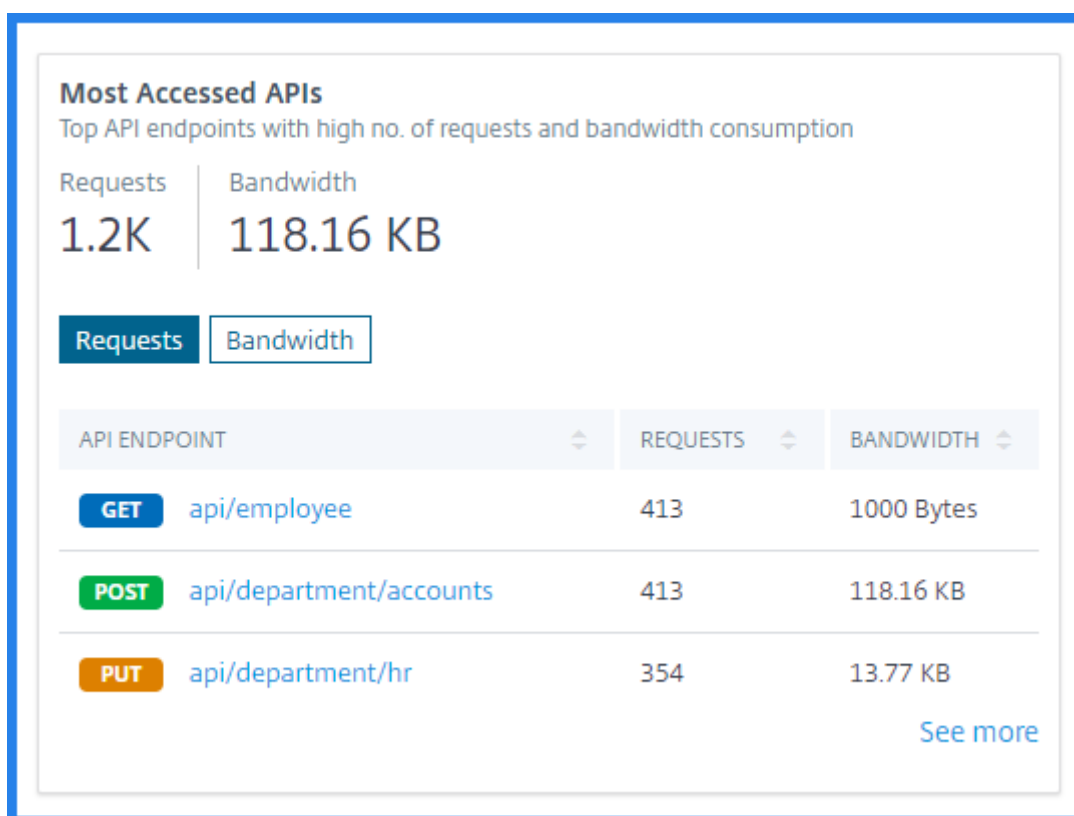 Most Accessed APIs
Top API endpoints with high no. of requests and bandwidth consumption
Requests Bandwidth
1.2K 118.16 KB
Requests Bandwidth
API ENDPOINT REQUESTS BANDWIDTH
GET api/employee 413 1000 Bytes
POST api/department/accounts 413 118.16 KB
PUT api/department/hr 354 13.77 KB
See more